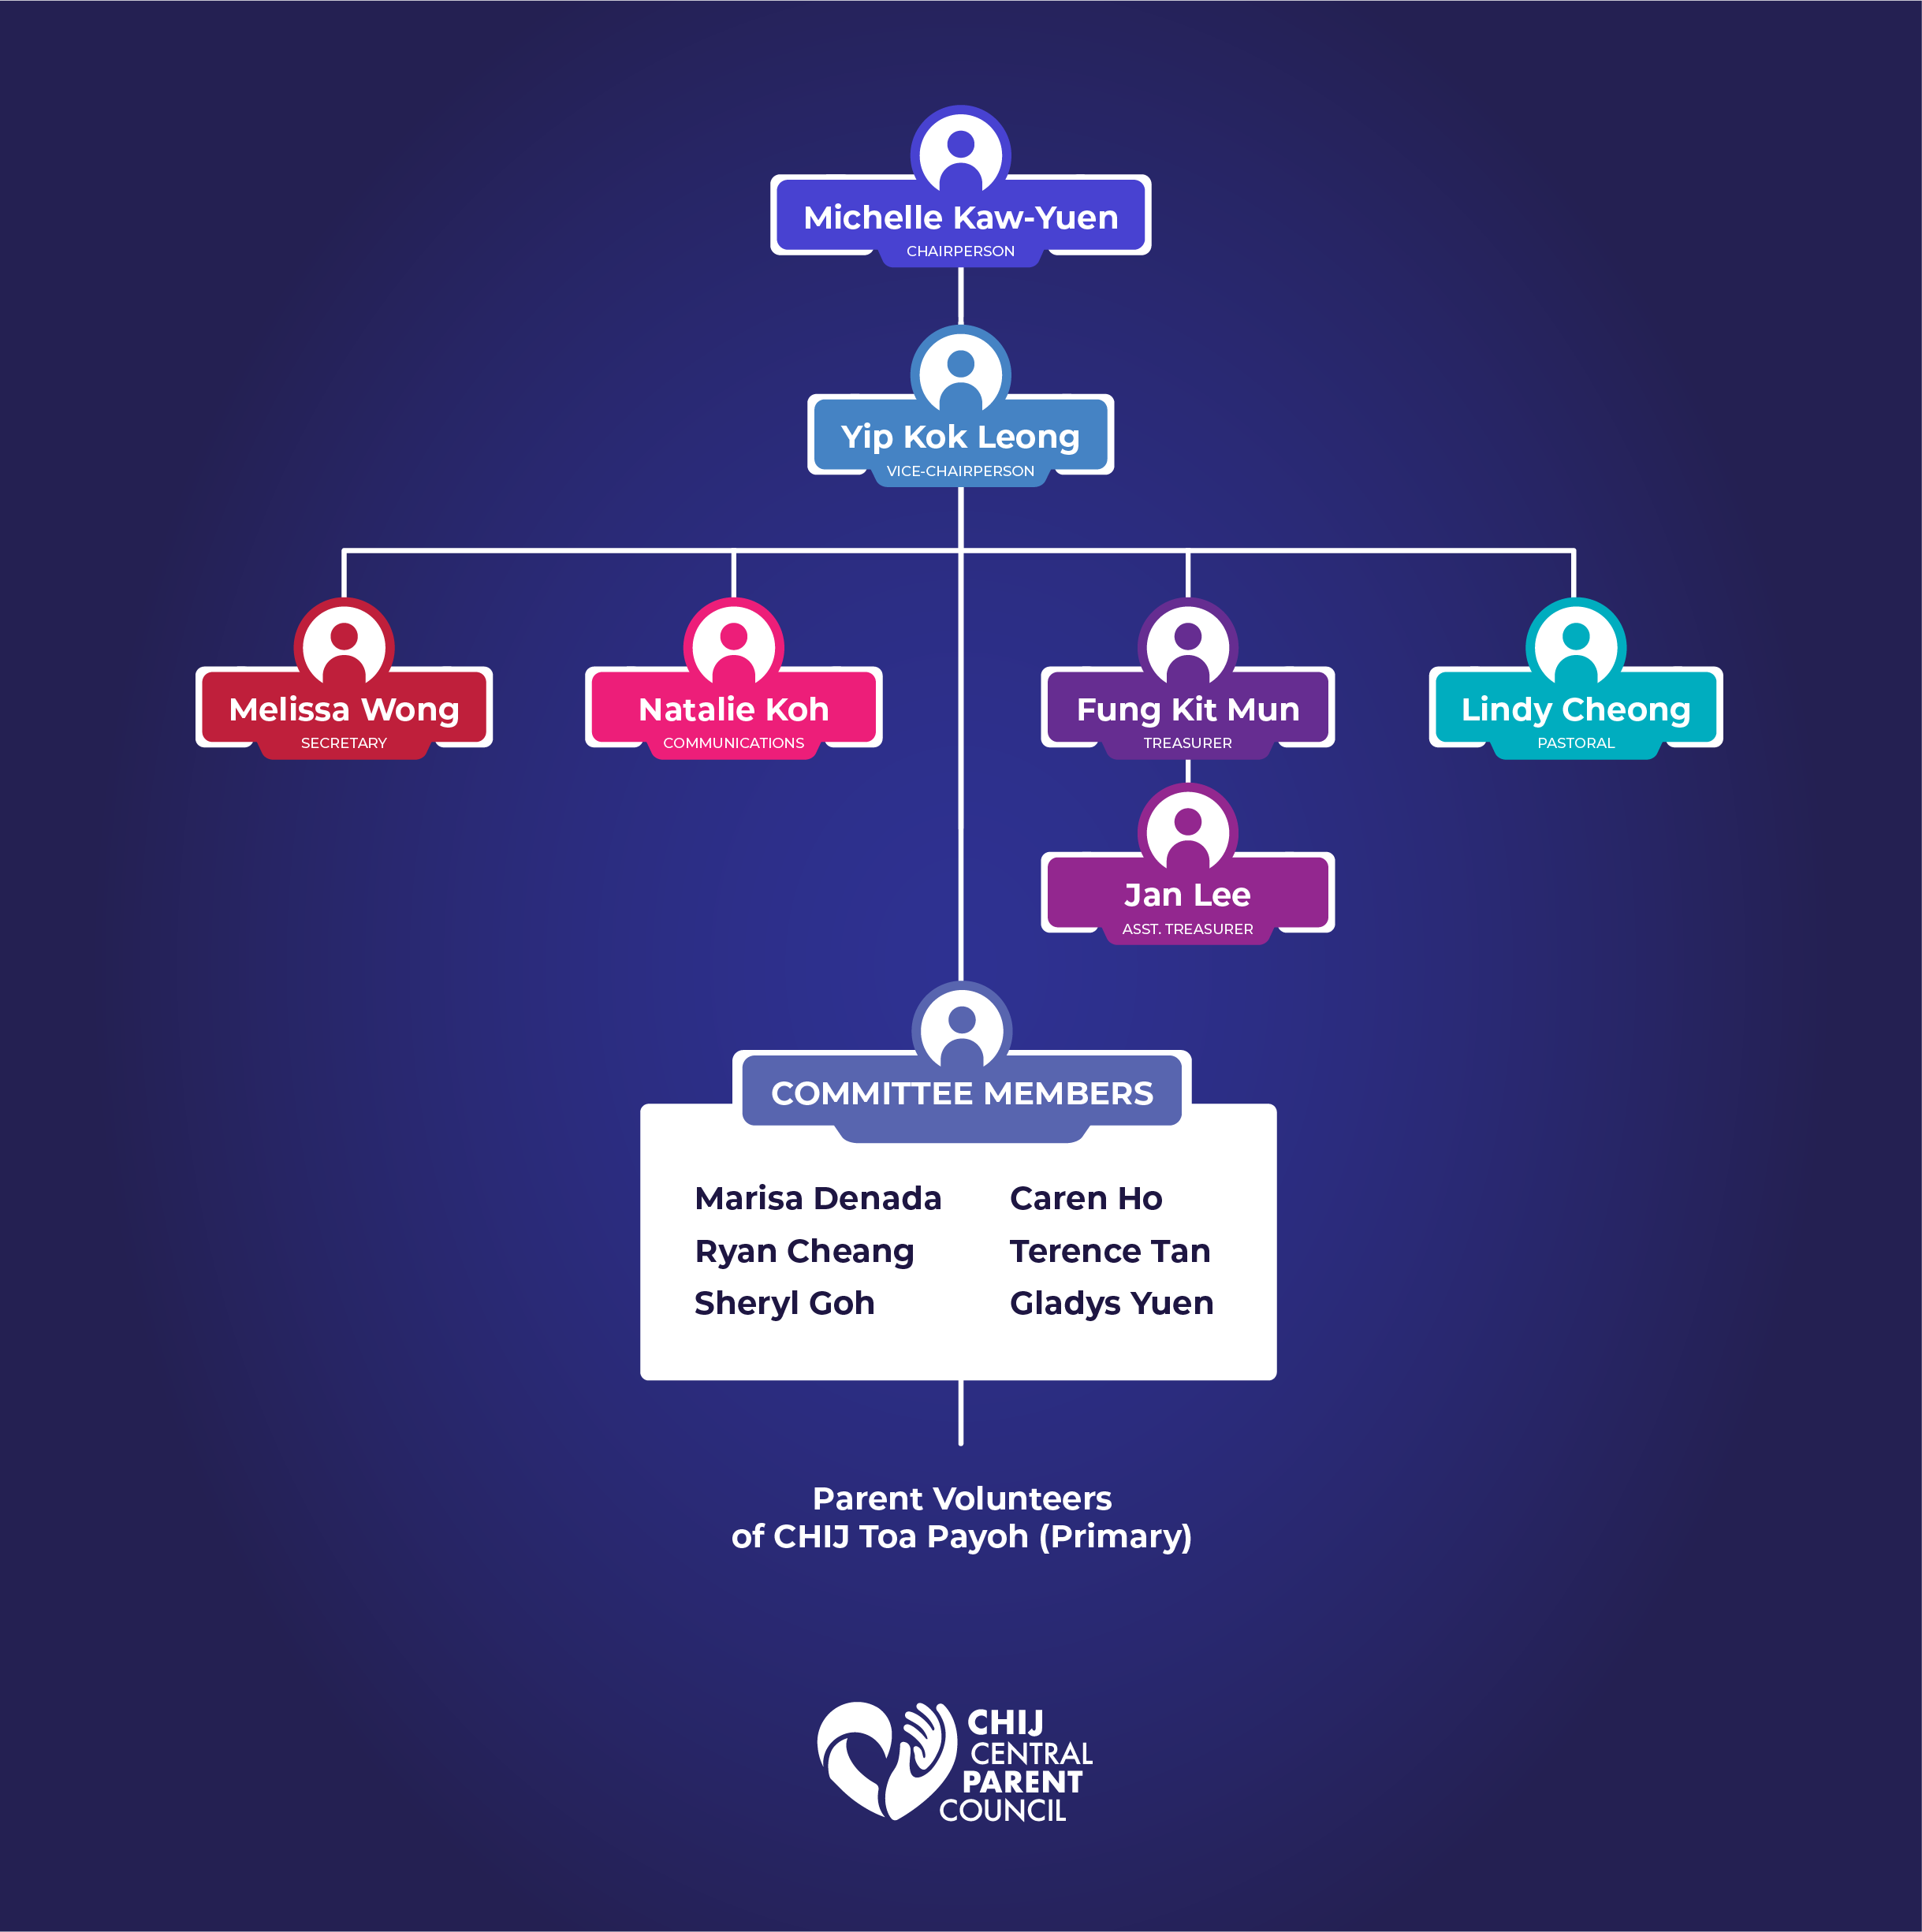 Michelle Kaw-Yuen
CHAIRPERSON
Yip Kok Leong
VICE-CHAIRPERSON
Melissa Wong
SECRETARY
Natalie Koh
COMMUNICATIONS
Fung Kit Mun
TREASURER
Lindy Cheong
PASTORAL
Jan Lee
ASST. TREASURER
COMMITTEE MEMBERS
Marisa Denada
Ryan Cheang
Sheryl Goh
Caren Ho
Terence Tan
Gladys Yuen
Parent Volunteers
of CHIJ Toa Payoh (Primary)
CHIJ
CENTRAL
PARENT
COUNCIL